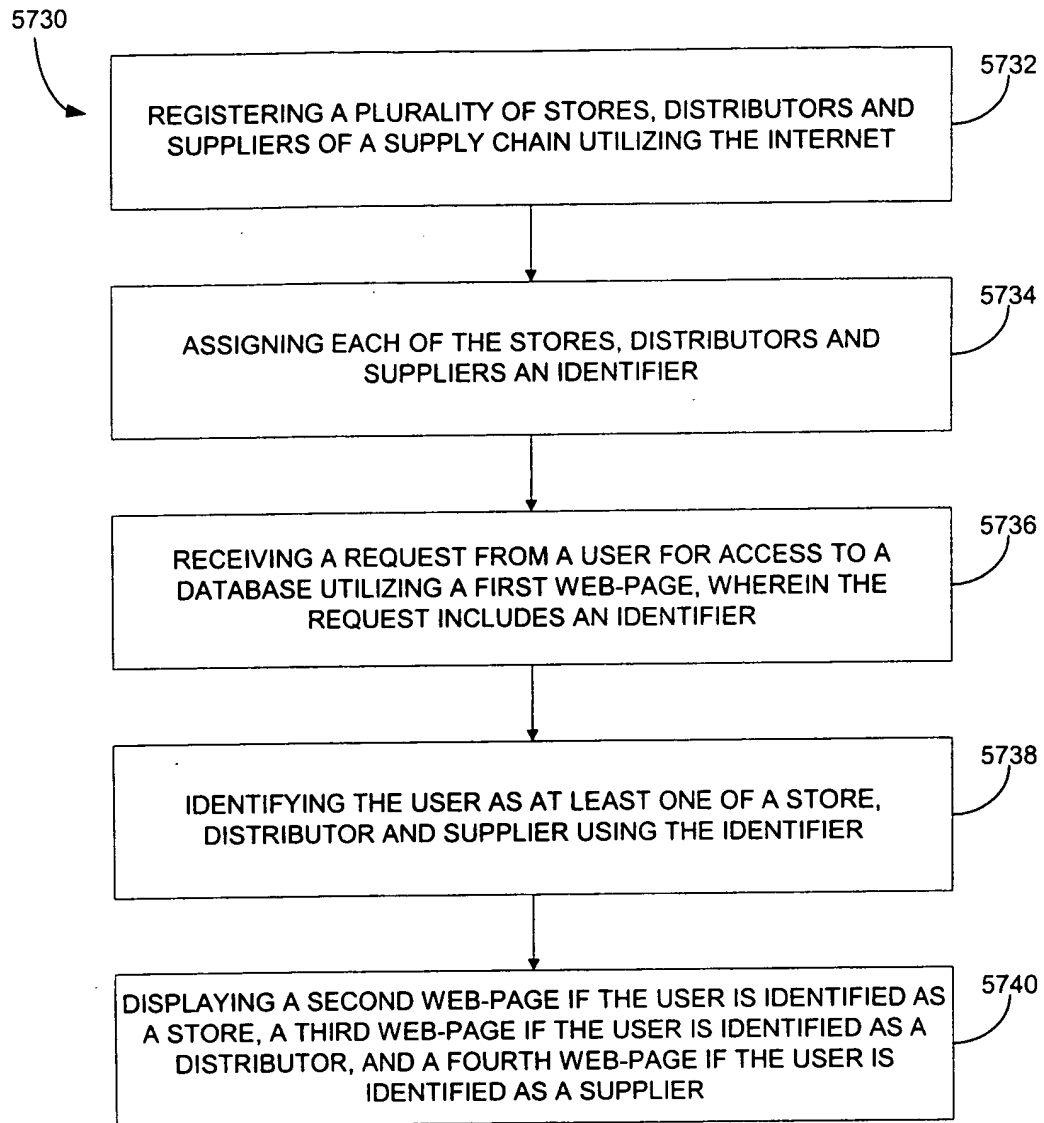 5730
5732
REGISTERING A PLURALITY OF STORES, DISTRIBUTORS AND
SUPPLIERS OF A SUPPLY CHAIN UTILIZING THE INTERNET
5734
ASSIGNING EACH OF THE STORES, DISTRIBUTORS AND
SUPPLIERS AN IDENTIFIER
5736
RECEIVING A REQUEST FROM A USER FOR ACCESS TO A
DATABASE UTILIZING A FIRST WEB-PAGE, WHEREIN THE
REQUEST INCLUDES AN IDENTIFIER
5738
IDENTIFYING THE USER AS AT LEAST ONE OF A STORE,
DISTRIBUTOR AND SUPPLIER USING THE IDENTIFIER
5740
DISPLAYING A SECOND WEB-PAGE IF THE USER IS IDENTIFIED AS
A STORE, A THIRD WEB-PAGE IF THE USER IS IDENTIFIED AS A
DISTRIBUTOR, AND A FOURTH WEB-PAGE IF THE USER IS
IDENTIFIED AS A SUPPLIER